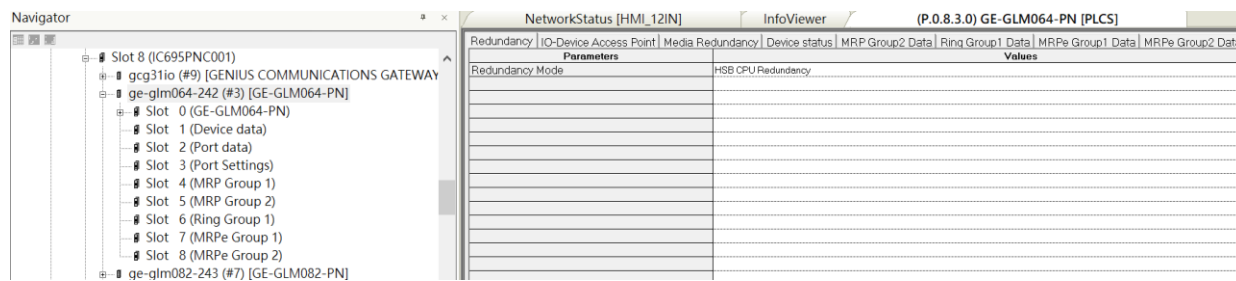 Navigator
NetworkStatus [HMI_12IN]
InfoViewer
(P.0.8.3.0) GE-GLM064-PN [PLCS]
Slot 8 (IC695PNC001)
gcg31io (#9) [GENIUS COMMUNICATIONS GATEWAY
ge-glm064-242 (#3) [GE-GLM064-PN]
Slot 0 (GE-GLM064-PN)
Slot 1 (Device data)
Slot 2 (Port data)
Slot 3 (Port Settings)
Slot 4 (MRP Group 1)
Slot 5 (MRP Group 2)
Slot 6 (Ring Group 1)
Slot 7 (MRPe Group 1)
Slot 8 (MRPe Group 2)
ge-glm082-243 (#7) [GE-GLM082-PN]
Redundancy IO-Device Access Point Media Redundancy Device status MRP Group2 Data Ring Group1 Data MRPe Group1 Data MRPe Group2 Dat
Parameters Values
Redundancy Mode HSB CPU Redundancy